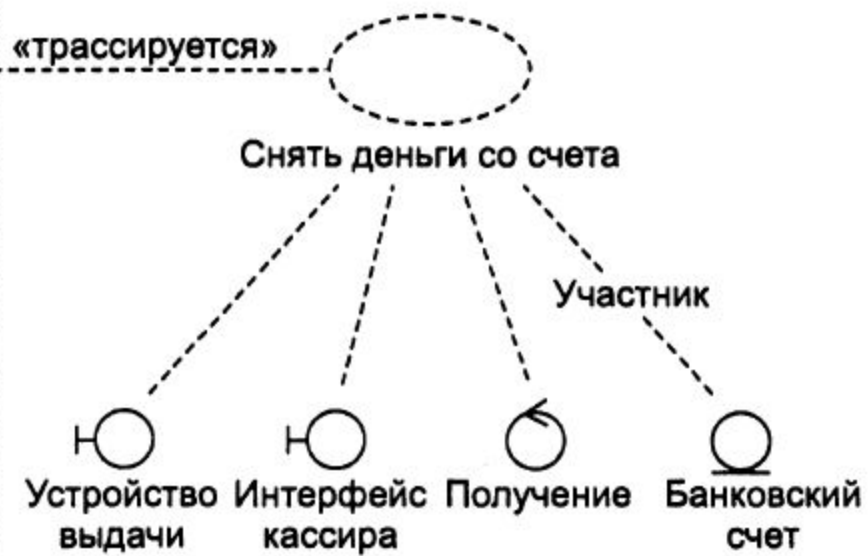 «трассируется»
Снять деньги со счета
Участник
Устройство выдачи
Интерфейс кассира
Получение
Банковский счет